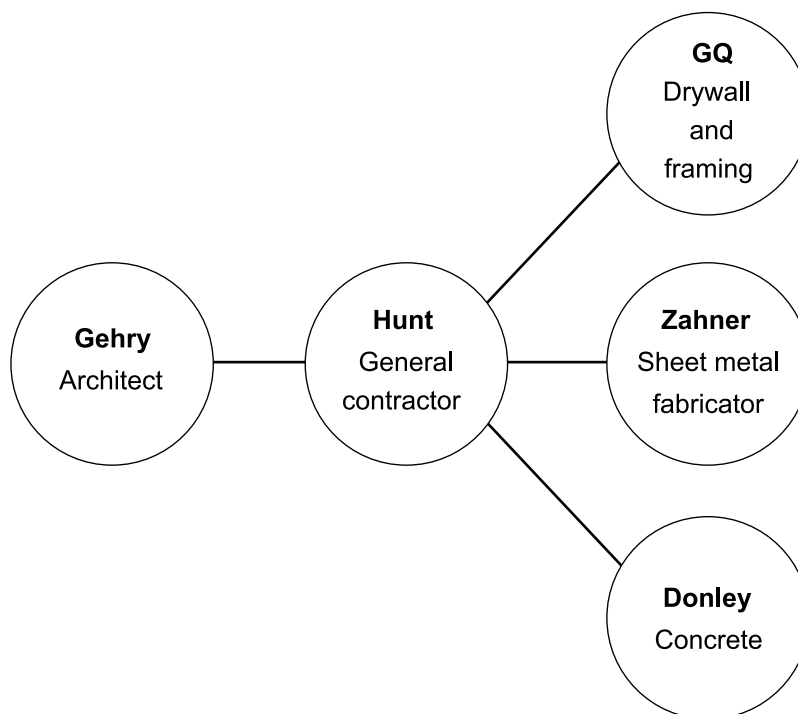 GQ
Drywall
and
framing
Gehry
Architect
Hunt
General
contractor
Zahner
Sheet metal
fabricator
Donley
Concrete